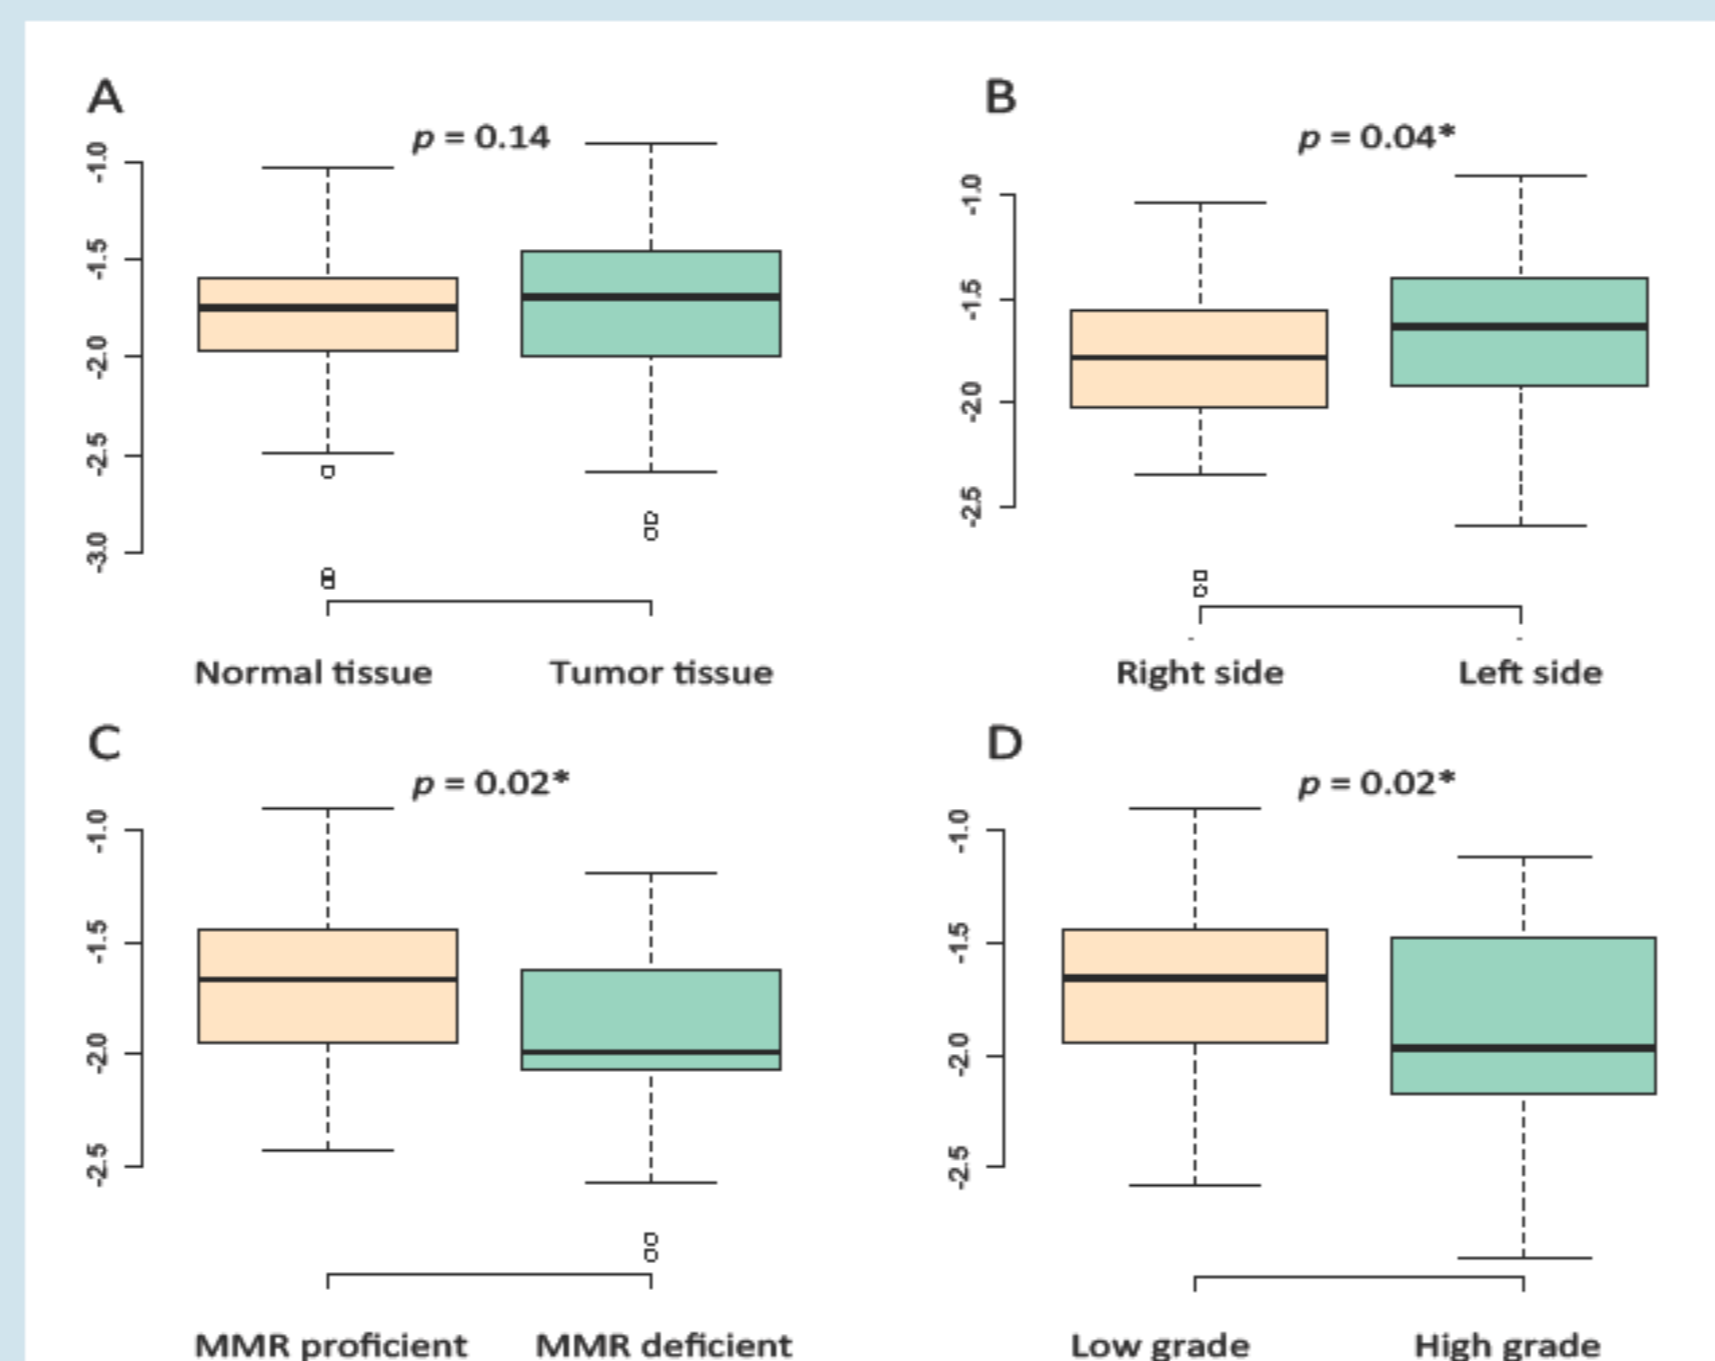 A
p = 0.14
-1.0
-1.5
-2.0
-2.5
-3.0
Normal tissue
Tumor tissue
B
p = 0.04*
-1.0
-1.5
-2.0
-2.5
Right side
Left side
C
p = 0.02*
-1.0
-1.5
-2.0
-2.5
MMR proficient
MMR deficient
D
p = 0.02*
-1.0
-1.5
-2.0
-2.5
Low grade
High grade